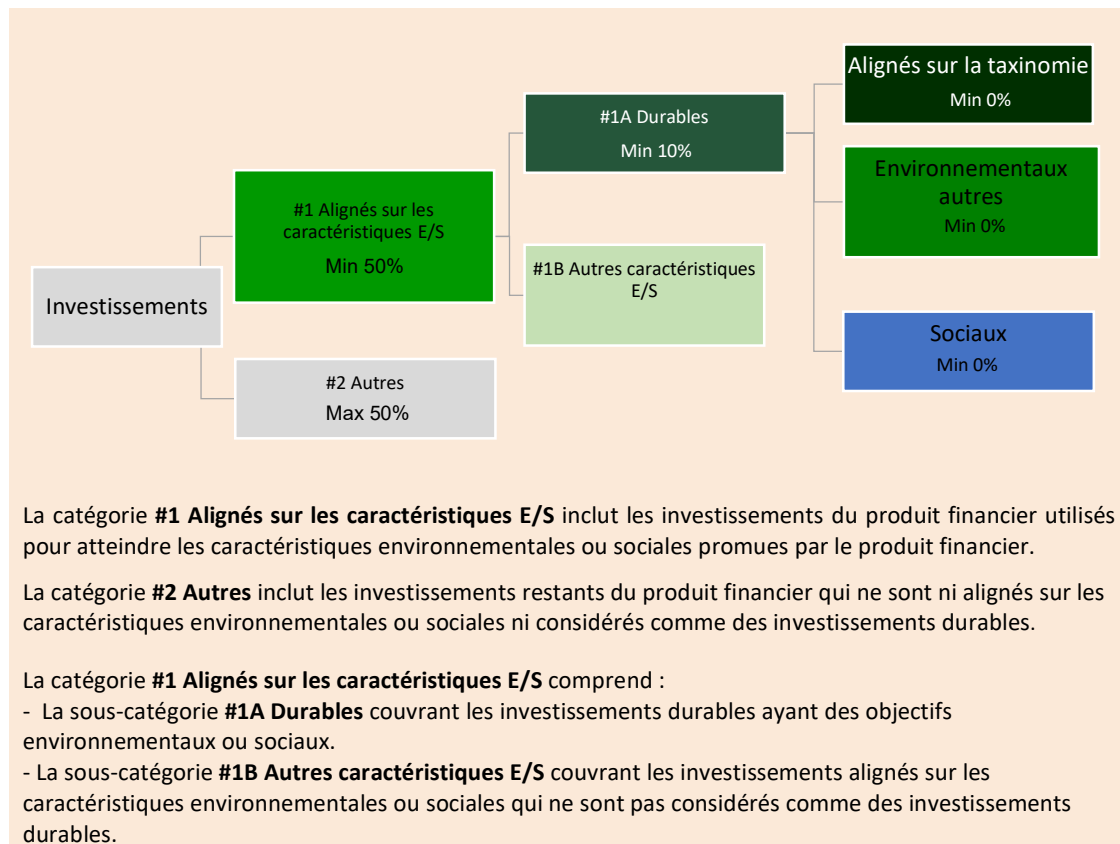 Investissements
#1 Alignés sur les
caractéristiques E/S
Min 50%
#2 Autres
Max 50%
#1A Durables
Min 10%
#1B Autres caractéristiques
E/S
Alignés sur la taxinomie
Min 0%
Environnementaux
autres
Min 0%
Sociaux
Min 0%
La catégorie #1 Alignés sur les caractéristiques E/S inclut les investissements du produit financier utilisés
pour atteindre les caractéristiques environnementales ou sociales promues par le produit financier.
La catégorie #2 Autres inclut les investissements restants du produit financier qui ne sont ni alignés sur les
caractéristiques environnementales ou sociales ni considérés comme des investissements durables.
La catégorie #1 Alignés sur les caractéristiques E/S comprend :
- La sous-catégorie #1A Durables couvrant les investissements durables ayant des objectifs
environnementaux ou sociaux.
- La sous-catégorie #1B Autres caractéristiques E/S couvrant les investissements alignés sur les
caractéristiques environnementales ou sociales qui ne sont pas considérés comme des investissements
durables.